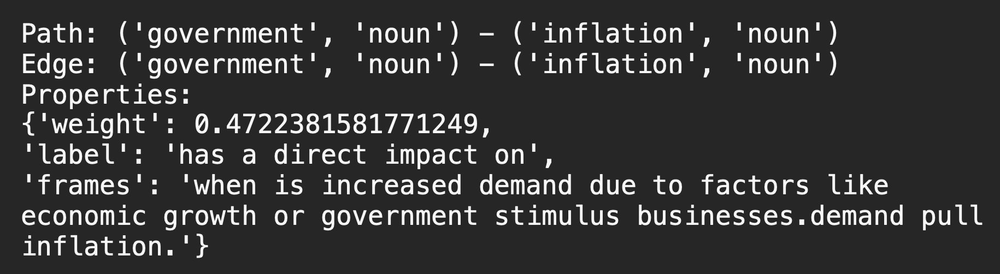 Path: ('government', 'noun') – ('inflation', 'noun')
Edge: ('government', 'noun') – ('inflation', 'noun')
Properties:
{'weight': 0.4722381581771249,
'label': 'has a direct impact on',
'frames': 'when is increased demand due to factors like
economic growth or government stimulus businesses.demand pull
inflation.'}